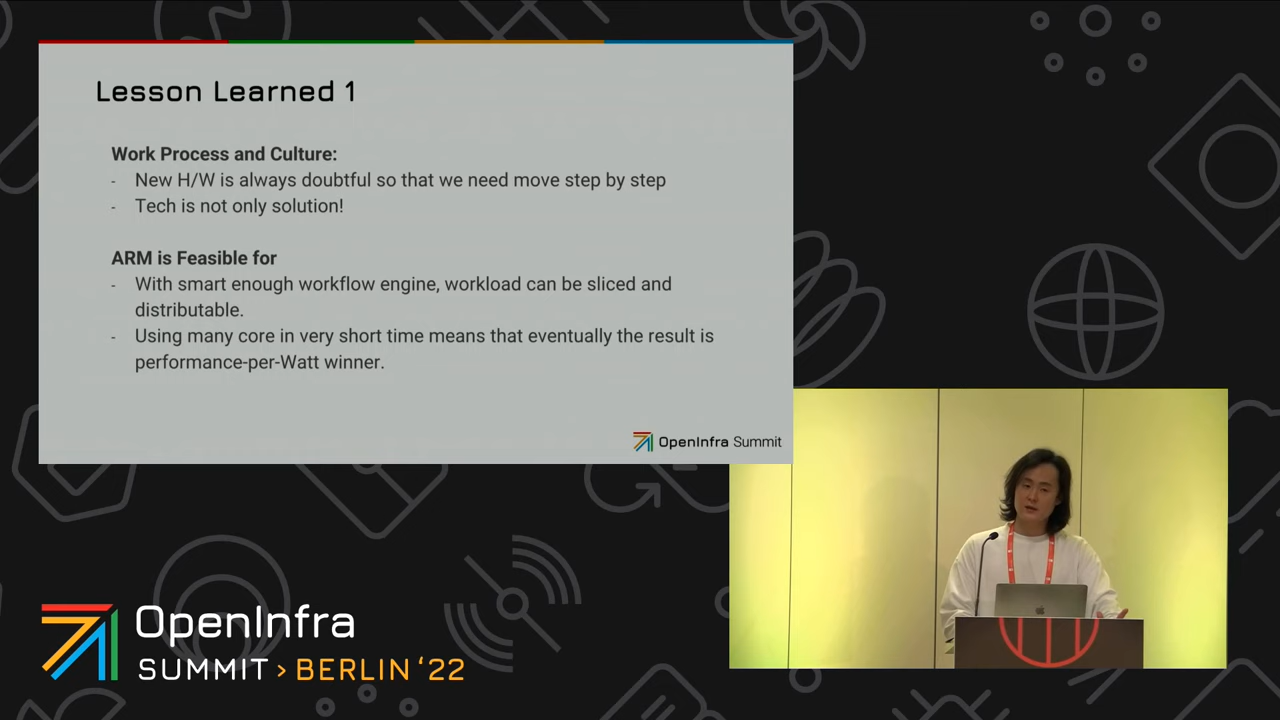 Lesson Learned 1
Work Process and Culture:
- New H/W is always doubtful so that we need move step by step
- Tech is not only solution!
ARM is Feasible for
- With smart enough workflow engine, workload can be sliced and
distributable.
- Using many core in very short time means that eventually the result is
performance-per-Watt winner.
OpenInfra Summit
OpenInfra
SUMMIT > BERLIN ‘22